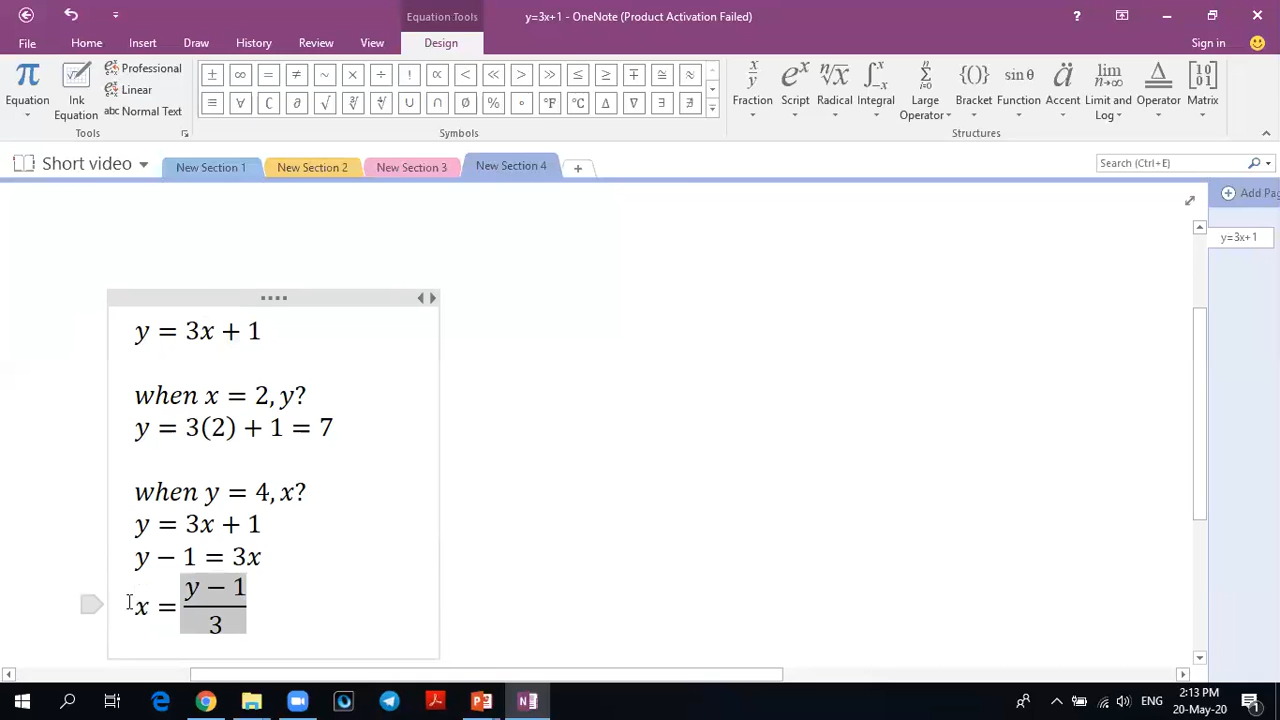 Equation Tools
y=3x+1 - OneNote (Product Activation Failed)
File Home Insert Draw History Review View Design Sign in
π Equation
Ink Equation
Professional
Linear
abc Normal Text
Tools
± ∞ = ≠ ~ × ÷ ! ∝ < ≪ > ≫ ≤ ≥ ∓ ≅ ≈
≡ ∀ ∁ ∂ √ ∛ ∜ ∪ ∩ ∅ % ° °F °C ∆ ∇ ∃ ∄
Symbols
Fraction Script Radical Integral Large Operator Bracket Function Accent Limit and Log Operator Matrix
Structures
Short video New Section 1 New Section 2 New Section 3 New Section 4 Search (Ctrl+E)
Add Pag
y=3x+1
y = 3x + 1
when x = 2, y?
y = 3(2) + 1 = 7
when y = 4, x?
y = 3x + 1
y − 1 = 3x
x = (y − 1)/3
ENG
2:13 PM
20-May-20